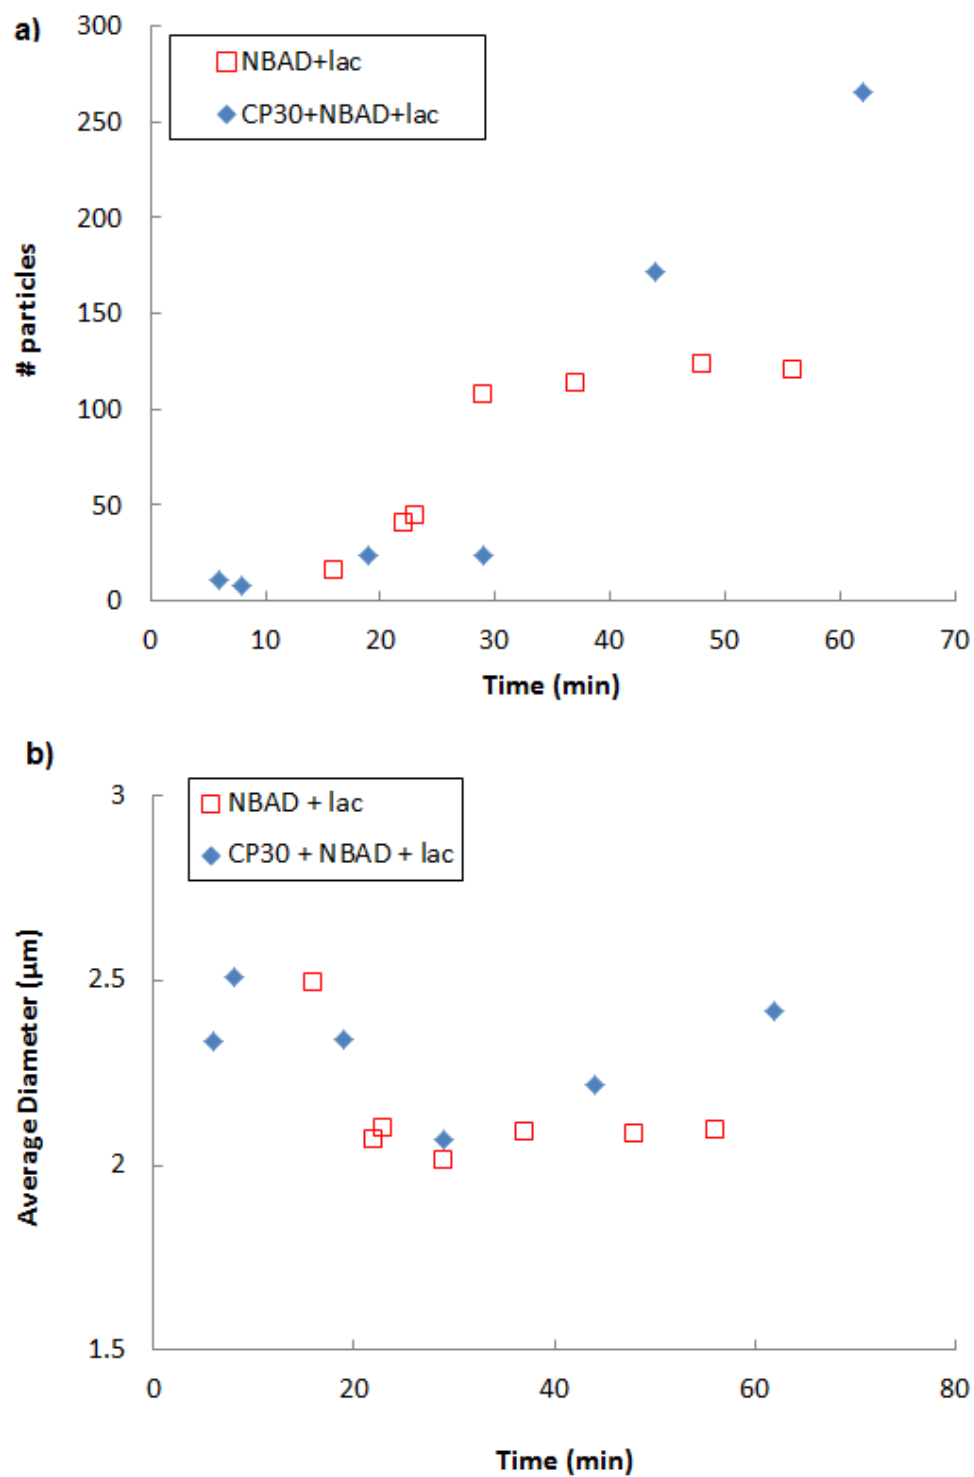 a)
300
250
200
150
100
50
0
NBAD+lac
CP30+NBAD+lac
# particles
0 10 20 30 40 50 60 70
Time (min)
b)
3
2.5
2
1.5
NBAD + lac
CP30 + NBAD + lac
Average Diameter (μm)
0 20 40 60 80
Time (min)